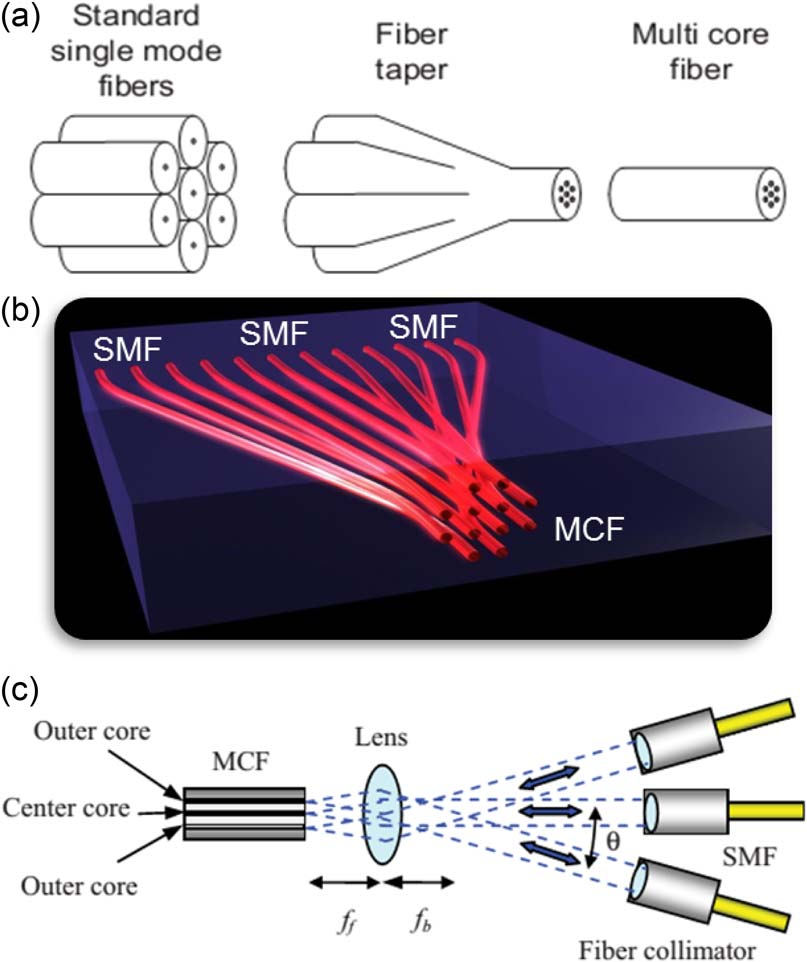 (a)
Standard
single mode
fibers
Fiber
taper
Multi core
fiber
(b)
SMF
SMF
SMF
MCF
(c)
Outer core
Center core
Outer core
MCF
Lens
θ
SMF
f_f
f_b
Fiber collimator